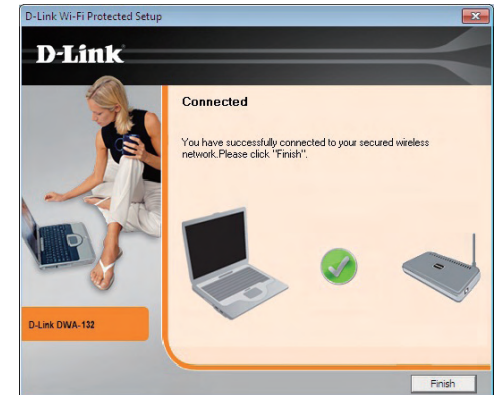 D-Link Wi-Fi Protected Setup
D-Link
Connected
You have successfully connected to your secured wireless
network.Please click "Finish".
D-Link DWA-132
Finish